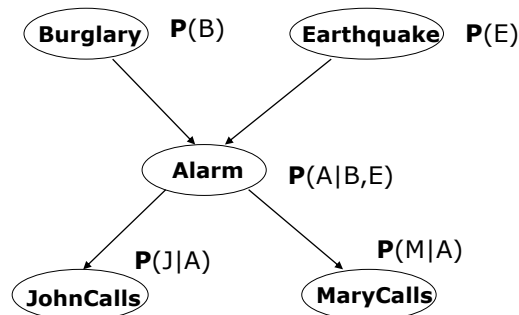 Burglary P(B)
Earthquake P(E)
Alarm
P(A|B,E)
P(J|A)
P(M|A)
JohnCalls
MaryCalls